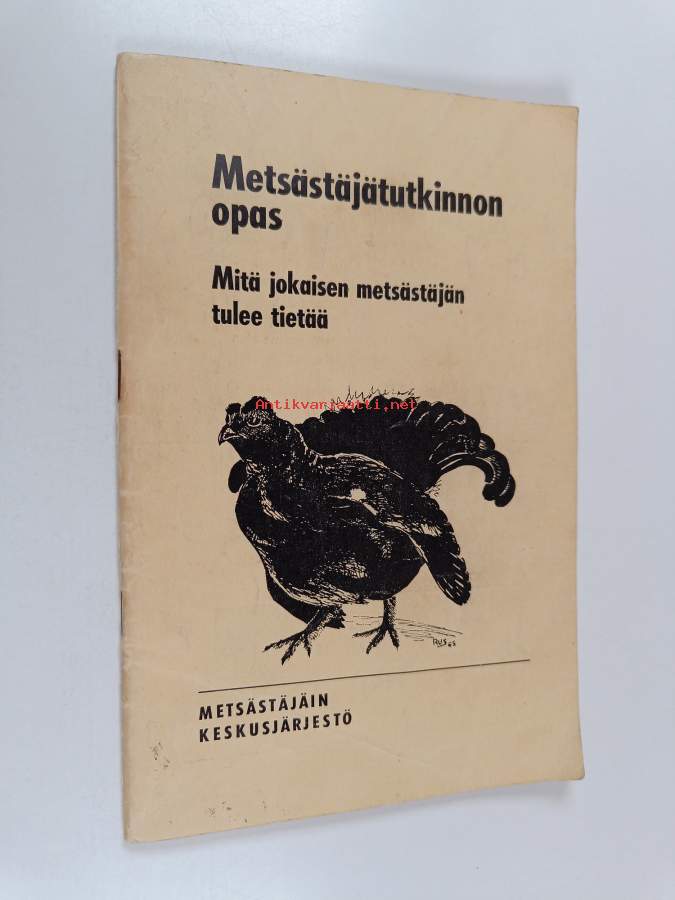 Metsästäjätutkinnon
opas
Mitä jokaisen metsästäjän
tulee tietää
Antikvariaatti.net
METSÄSTÄJÄIN
KESKUSJÄRJESTÖ